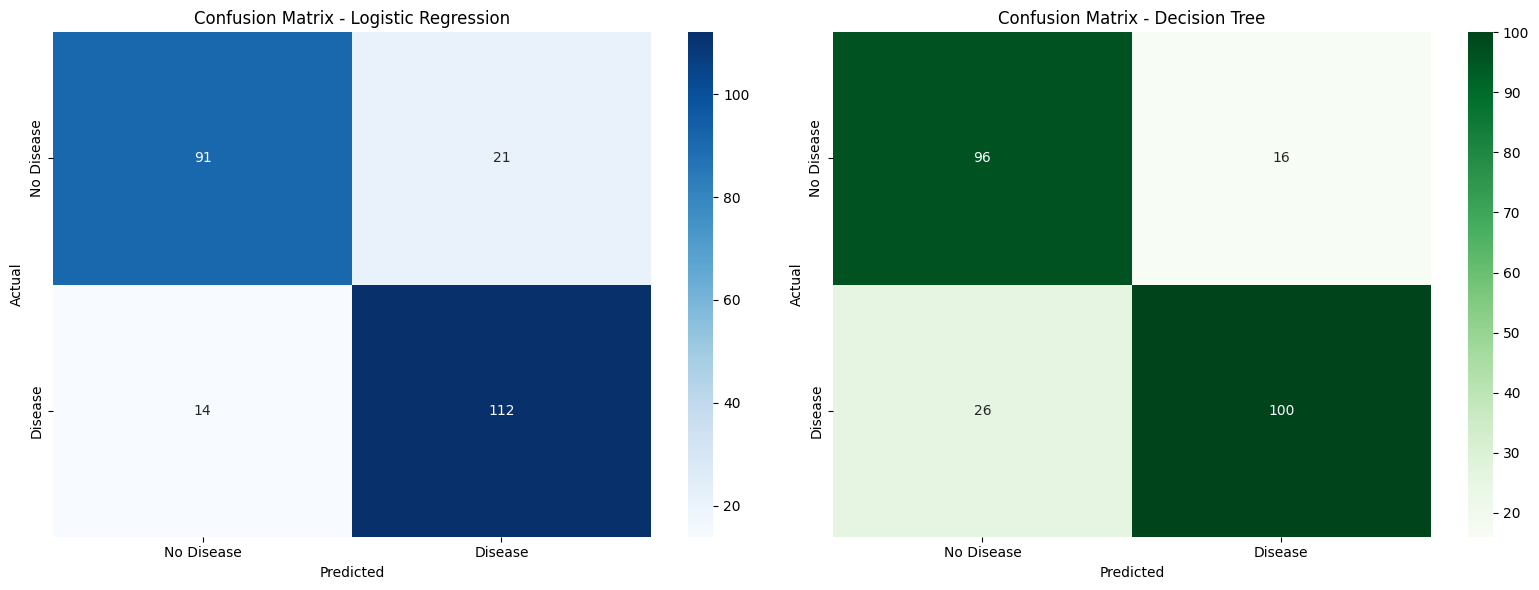 Confusion Matrix - Logistic Regression
Actual
No Disease
Disease
91
21
14
112
No Disease
Disease
Predicted
100
80
60
40
20
Confusion Matrix - Decision Tree
Actual
No Disease
Disease
96
16
26
100
No Disease
Disease
Predicted
100
90
80
70
60
50
40
30
20